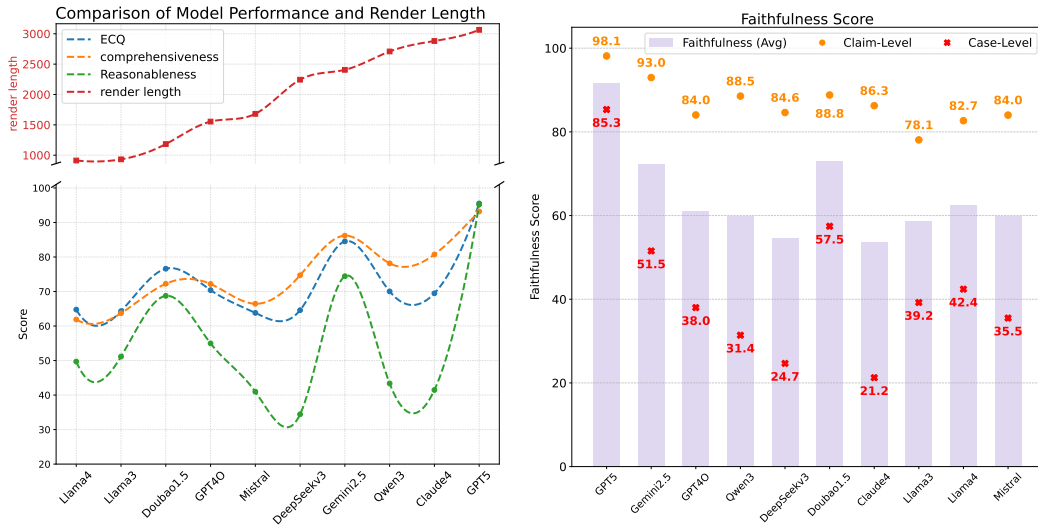 Comparison of Model Performance and Render Length
render length
3000
2500
2000
1500
1000
ECQ
comprehensiveness
Reasonableness
render length
Score
100
90
80
70
60
50
40
30
20
Llama4
Llama3
Doubao1.5
GPT4O
Mistral
DeepSeekv3
Gemini2.5
Qwen3
Claude4
GPT5
Faithfulness Score
Faithfulness Score
100
80
60
40
20
0
Faithfulness (Avg)
Claim-Level
Case-Level
98.1
93.0
84.0
88.5
84.6
88.8
86.3
78.1
82.7
84.0
85.3
51.5
38.0
31.4
24.7
57.5
21.2
39.2
42.4
35.5
GPT5
Gemini2.5
GPT4O
Qwen3
DeepSeekv3
Doubao1.5
Claude4
Llama3
Llama4
Mistral